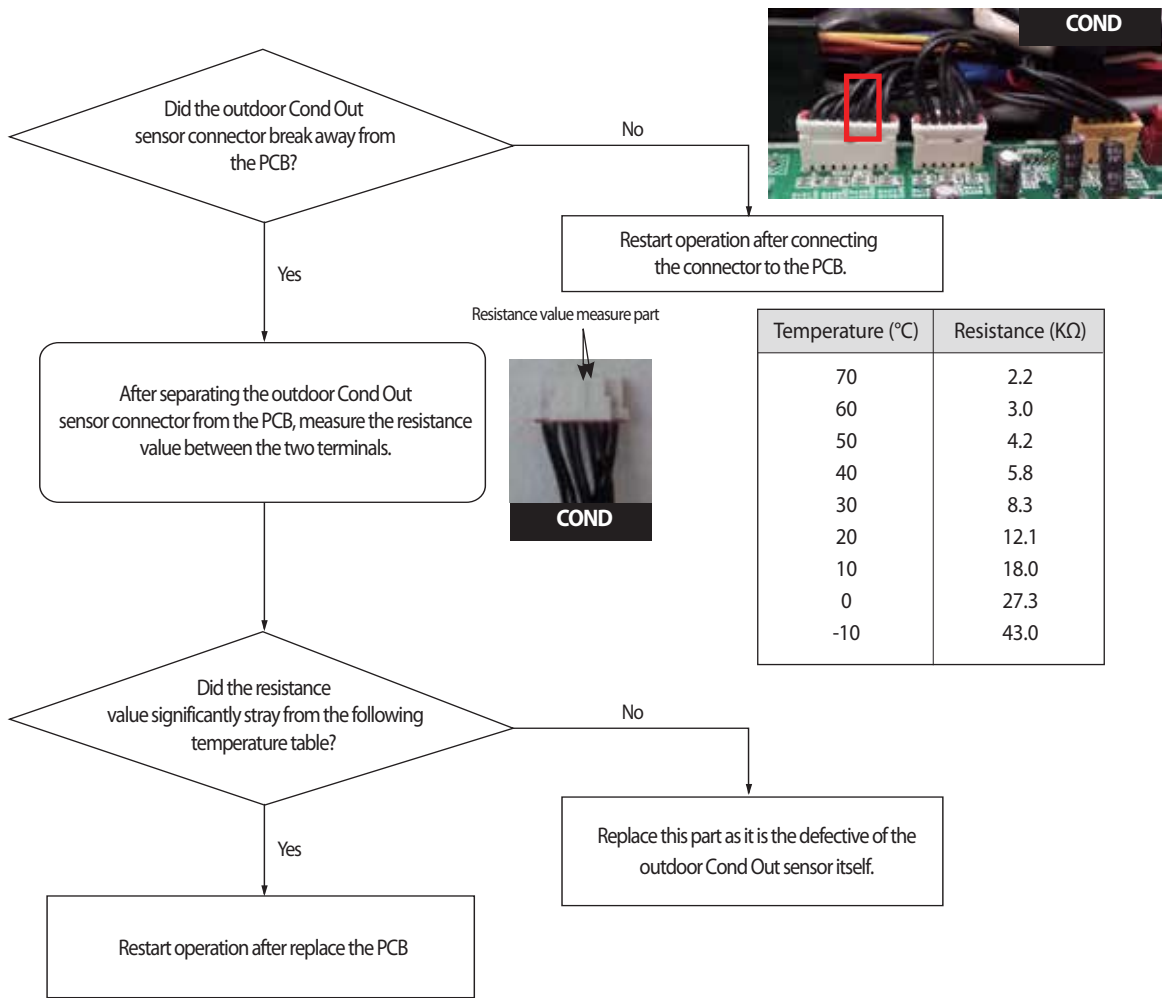 COND
Did the outdoor Cond Out
sensor connector break away from
the PCB?
No
Restart operation after connecting
the connector to the PCB.
Yes
Resistance value measure part
After separating the outdoor Cond Out
sensor connector from the PCB, measure the resistance
value between the two terminals.
COND
Temperature (°C) Resistance (KΩ)
70 2.2
60 3.0
50 4.2
40 5.8
30 8.3
20 12.1
10 18.0
0 27.3
-10 43.0
Did the resistance
value significantly stray from the following
temperature table?
No
Replace this part as it is the defective of the
outdoor Cond Out sensor itself.
Yes
Restart operation after replace the PCB